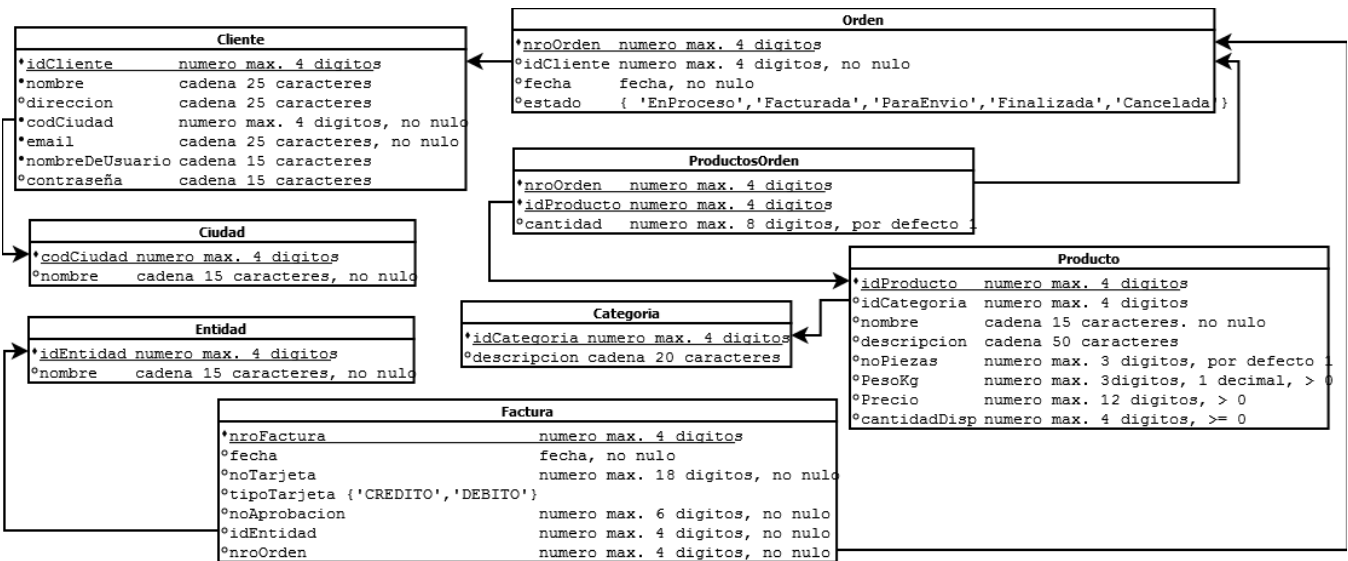 Cliente
idCliente numero max. 4 digitos
nombre cadena 25 caracteres
direccion cadena 25 caracteres
codCiudad numero max. 4 digitos, no nulo
email cadena 25 caracteres, no nulo
nombreDeUsuario cadena 15 caracteres
contraseña cadena 15 caracteres
Orden
nroOrden numero max. 4 digitos
idCliente numero max. 4 digitos, no nulo
fecha fecha, no nulo
estado { 'EnProceso','Facturada','ParaEnvio','Finalizada','Cancelada'}
ProductosOrden
nroOrden numero max. 4 digitos
idProducto numero max. 4 digitos
cantidad numero max. 8 digitos, por defecto 1
Ciudad
codCiudad numero max. 4 digitos
nombre cadena 15 caracteres, no nulo
Producto
idProducto numero max. 4 digitos
idCategoria numero max. 4 digitos
nombre cadena 15 caracteres. no nulo
descripcion cadena 50 caracteres
noPiezas numero max. 3 digitos, por defecto 1
PesoKg numero max. 3digitos, 1 decimal, > 0
Precio numero max. 12 digitos, > 0
cantidadDisp numero max. 4 digitos, >= 0
Categoria
idCategoria numero max. 4 digitos
descripcion cadena 20 caracteres
Entidad
idEntidad numero max. 4 digitos
nombre cadena 15 caracteres, no nulo
Factura
nroFactura numero max. 4 digitos
fecha fecha, no nulo
noTarjeta numero max. 18 digitos, no nulo
tipoTarjeta {'CREDITO','DEBITO'}
noAprobacion numero max. 6 digitos, no nulo
idEntidad numero max. 4 digitos, no nulo
nroOrden numero max. 4 digitos, no nulo